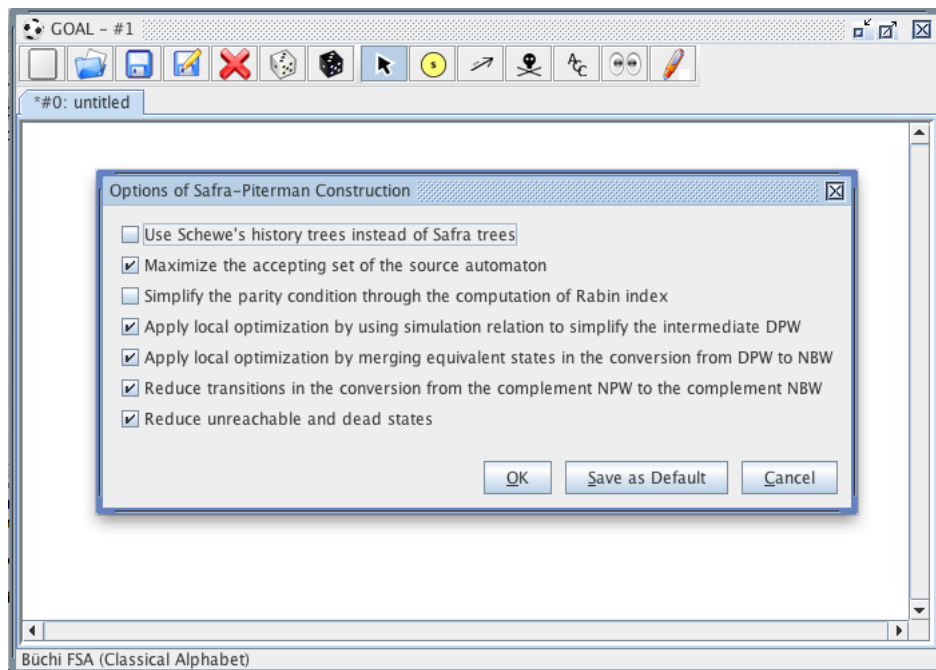 GOAL – #1
s
ACC
*#0: untitled
Options of Safra–Piterman Construction
Use Schewe's history trees instead of Safra trees
Maximize the accepting set of the source automaton
Simplify the parity condition through the computation of Rabin index
Apply local optimization by using simulation relation to simplify the intermediate DPW
Apply local optimization by merging equivalent states in the conversion from DPW to NBW
Reduce transitions in the conversion from the complement NPW to the complement NBW
Reduce unreachable and dead states
OK Save as Default Cancel
Büchi FSA (Classical Alphabet)